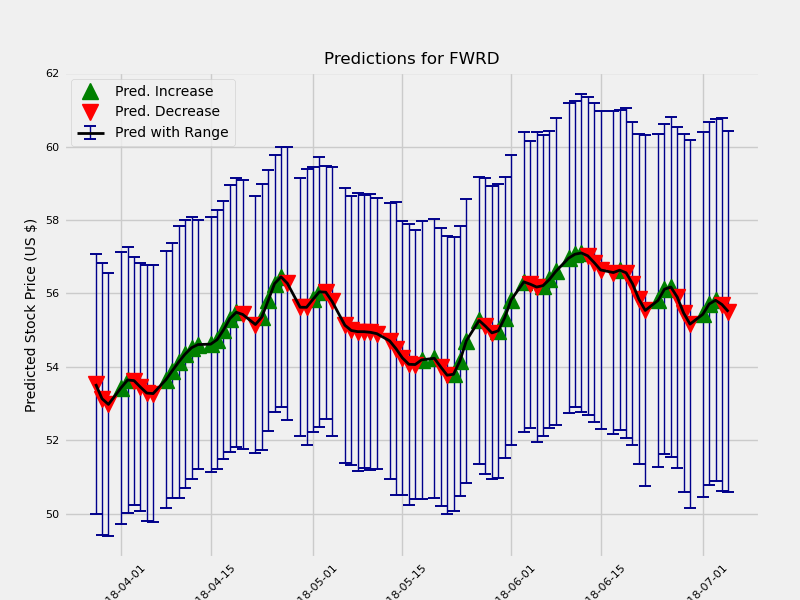 Predictions for FWRD
Pred. Increase
Pred. Decrease
Pred with Range
Predicted Stock Price (US $)
62
60
58
56
54
52
50
18-04-01
18-04-15
18-05-01
18-05-15
18-06-01
18-06-15
18-07-01